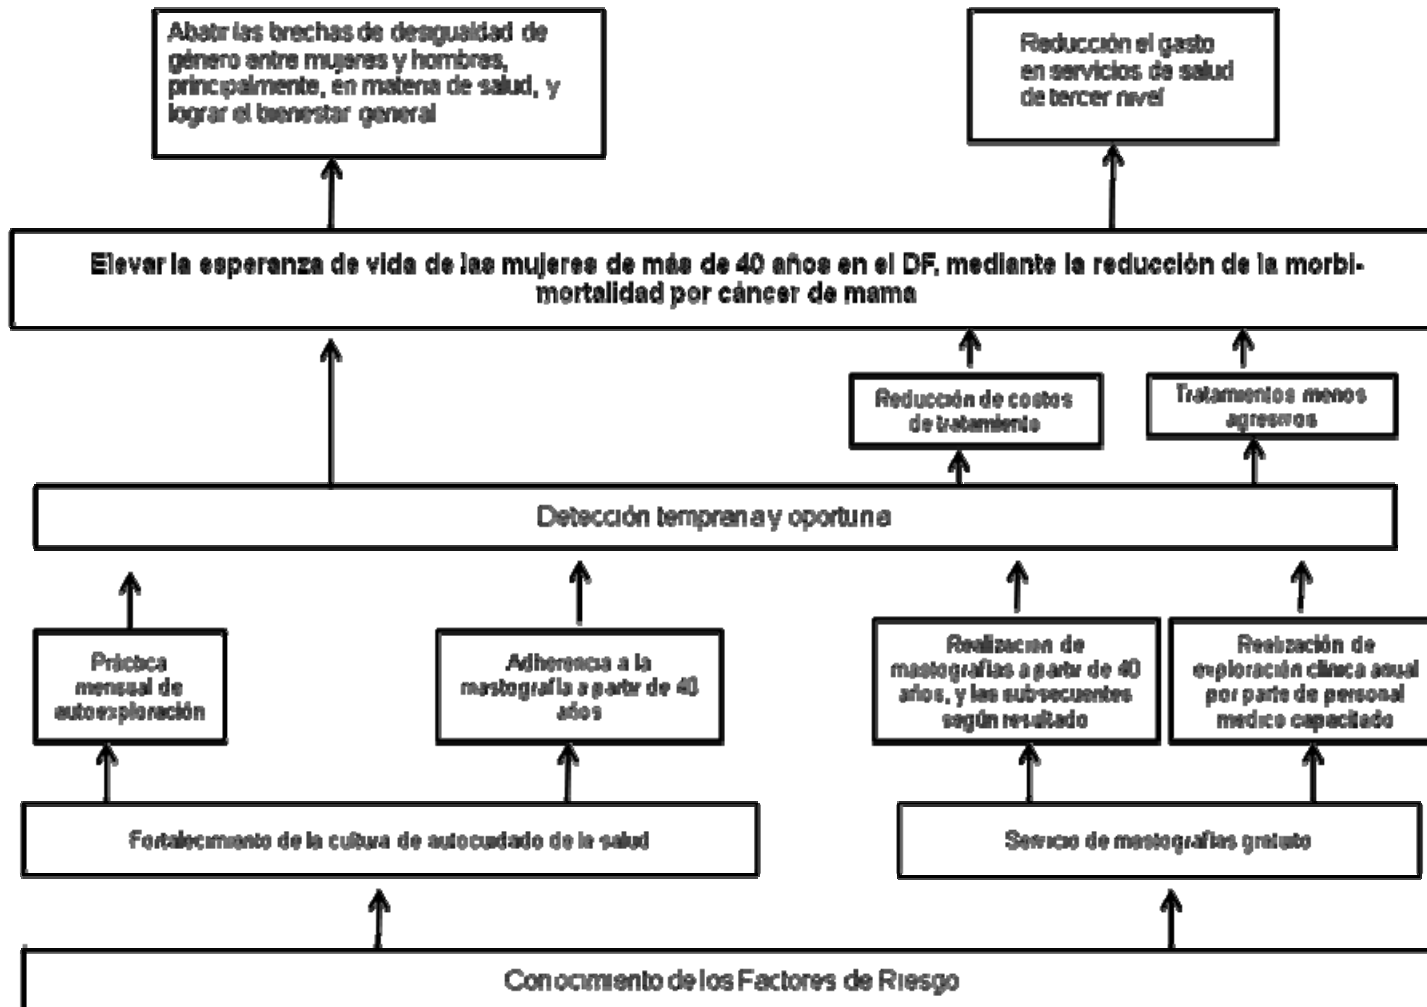 Abatir las brechas de desigualdad de
género entre mujeres y hombres,
principalmente, en materia de salud, y
lograr el bienestar general
Reducción el gasto
en servicios de salud
de tercer nivel
Elevar la esperanza de vida de las mujeres de más de 40 años en el DF, mediante la reducción de la morbi-
mortalidad por cáncer de mama
Reducción de costos
de tratamiento
Tratamientos menos
agresivos
Detección temprana y oportuna
Práctica
mensual de
autoexploración
Adherencia a la
mastografía a partir de 40
años
Realización de
mastografías a partir de 40
años, y las subsecuentes
según resultado
Realización de
exploración clínica anual
por parte de personal
médico capacitado
Fortalecimiento de la cultura de autocuidado de la salud
Servicio de mastografías gratuito
Conocimiento de los Factores de Riesgo